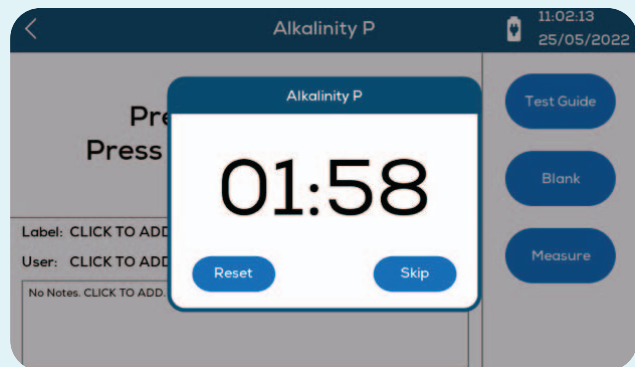 Alkalinity P
11:02:13
25/05/2022
Alkalinity P
01:58
Reset
Skip
Press
Label: CLICK TO ADD
User: CLICK TO ADD
No Notes. CLICK TO ADD.
Test Guide
Blank
Measure